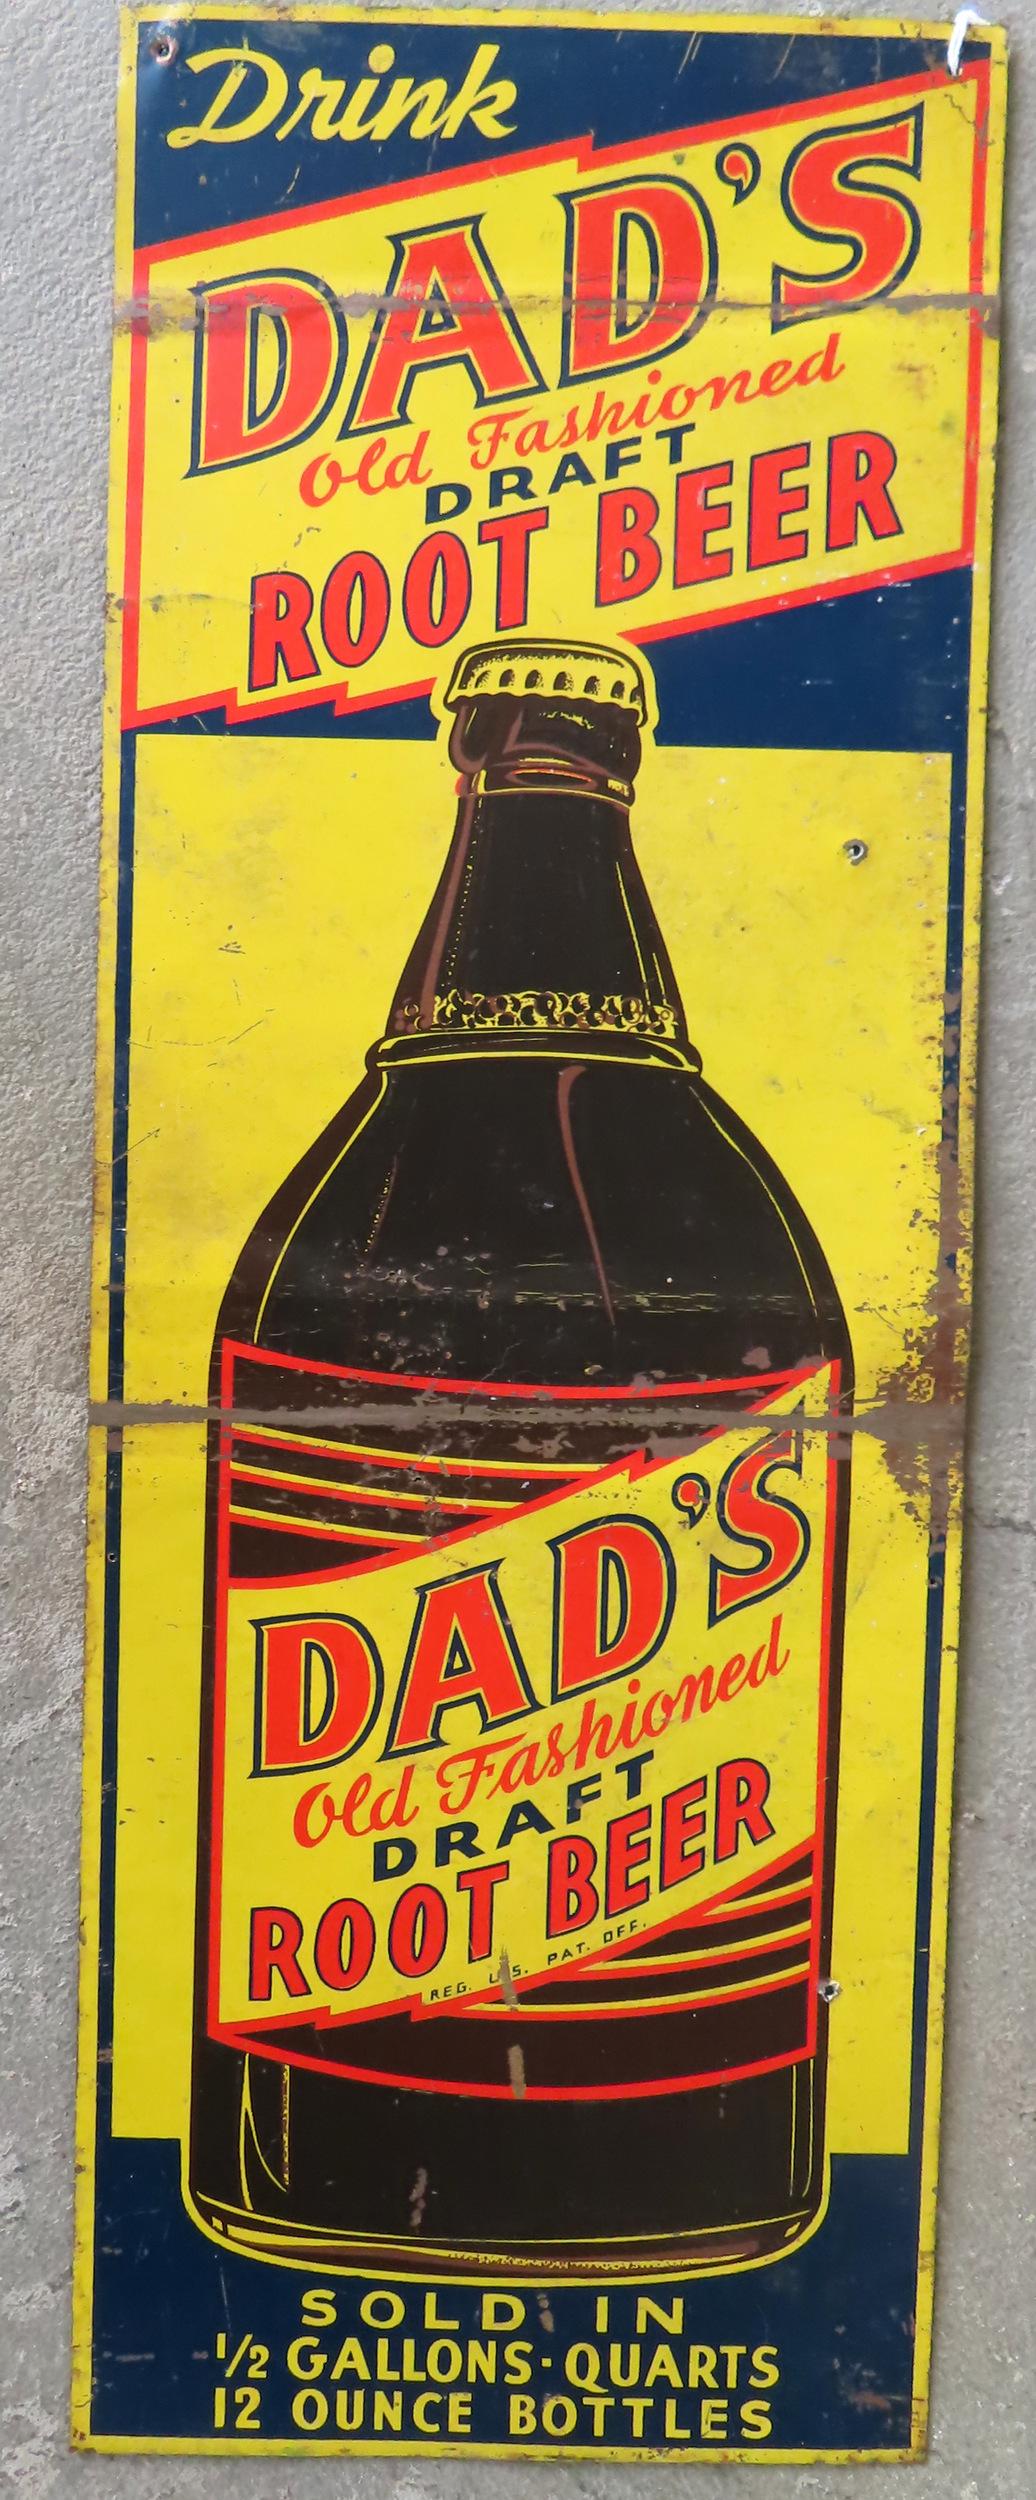 Drink
DAD'S
Old Fashioned
DRAFT
ROOT BEER
DAD'S
Old Fashioned
DRAFT
ROOT BEER
REG. U.S. PAT. OFF.
SOLD IN
1/2 GALLONS·QUARTS
12 OUNCE BOTTLES